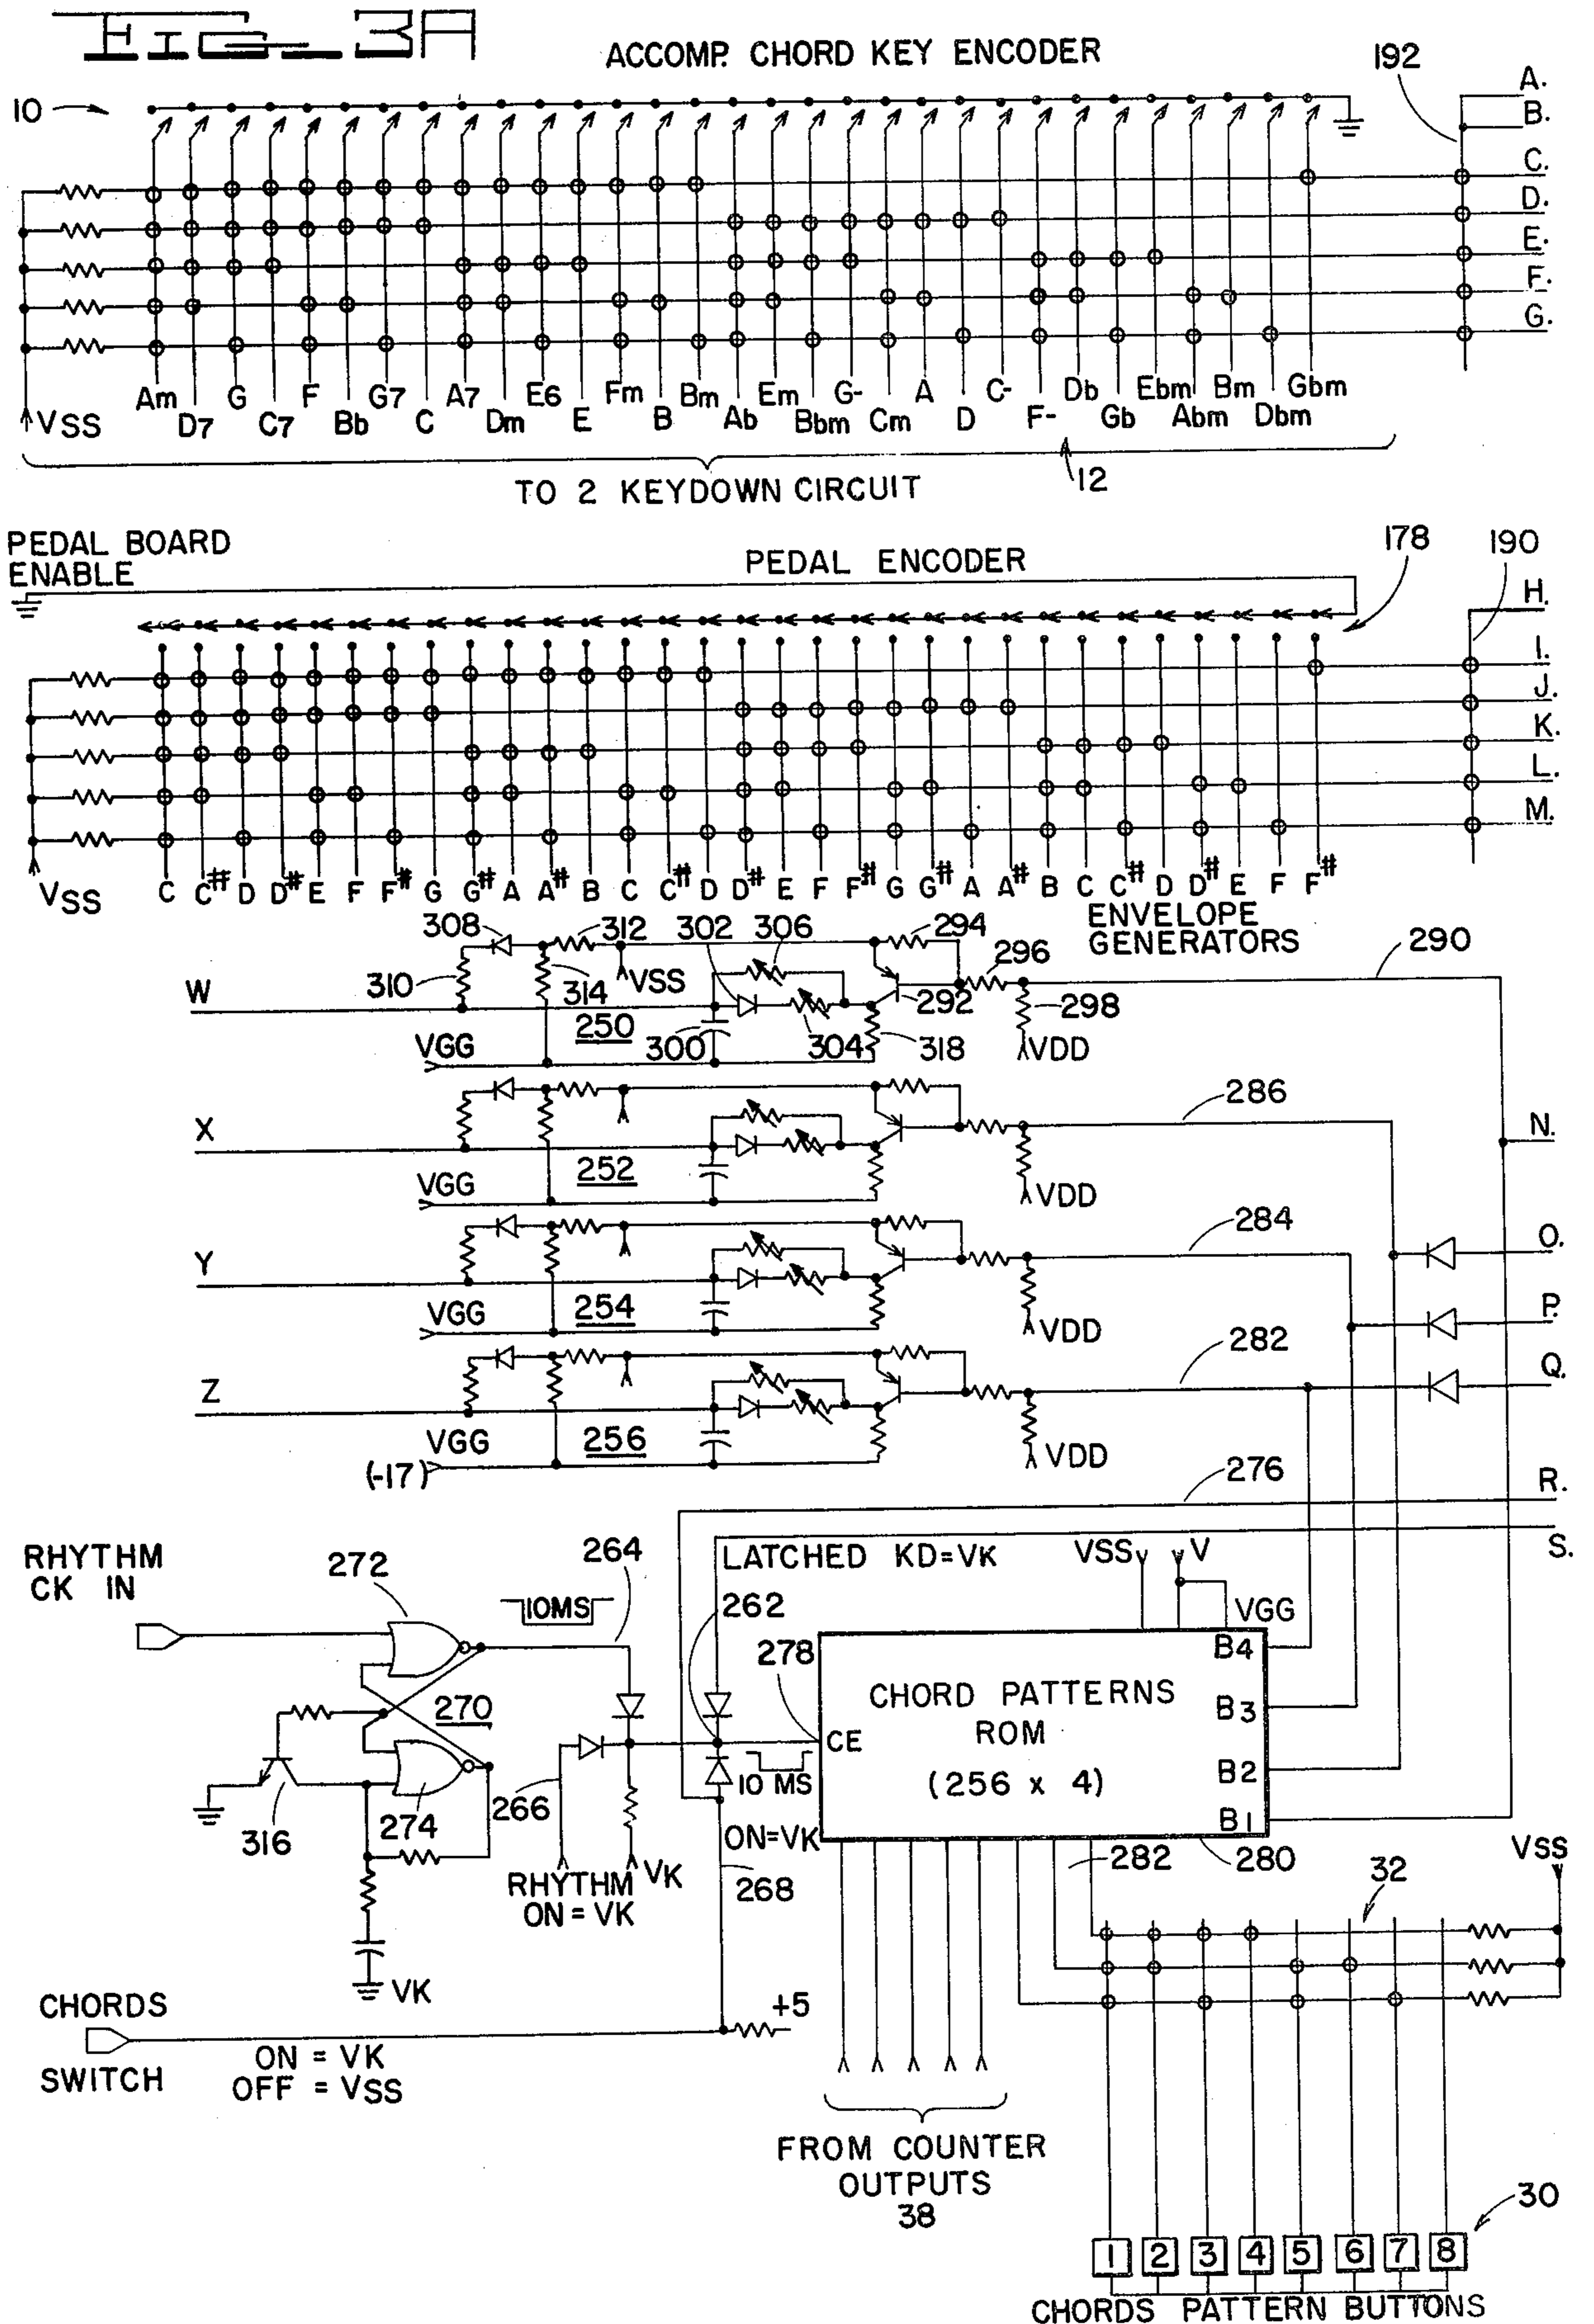 FIG_3A
ACCOMP. CHORD KEY ENCODER
192
A.
B.
10
C.
D.
E.
F.
G.
Am D7 G C7 F Bb G7 C A7 Dm E6 E Fm B Bm Ab Em Bbm G- Cm A D C- F- Db Gb Ebm Abm Bm Dbm Gbm
VSS
12
TO 2 KEYDOWN CIRCUIT
PEDAL BOARD
ENABLE
PEDAL ENCODER
178
190
H.
I.
J.
K.
L.
M.
VSS
C C# D D# E F F# G G# A A# B C C# D D# E F F# G G# A A# B C C# D D# E F F#
ENVELOPE
GENERATORS
308 312 302 306 294
296
290
310 314 VSS
W
250
292
298
VGG
300 304 318
VDD
286
X
252
N.
VGG
VDD
284
Y
O.
254
VGG
VDD
P.
282
Z
Q.
256
VGG
(-17)
VDD
276
R.
RHYTHM
CK IN
272
264
LATCHED KD=VK
VSS V
S.
10MS
262
VGG
278
B4
CHORD PATTERNS
ROM
(256 x 4)
270
B3
CE
10 MS
B2
266
316
274
ON=VK
B1
RHYTHM
ON = VK
VK
268
282
280
VSS
32
VK
CHORDS
SWITCH
+5
ON = VK
OFF = VSS
FROM COUNTER
OUTPUTS
38
30
1 2 3 4 5 6 7 8
CHORDS PATTERN BUTTONS